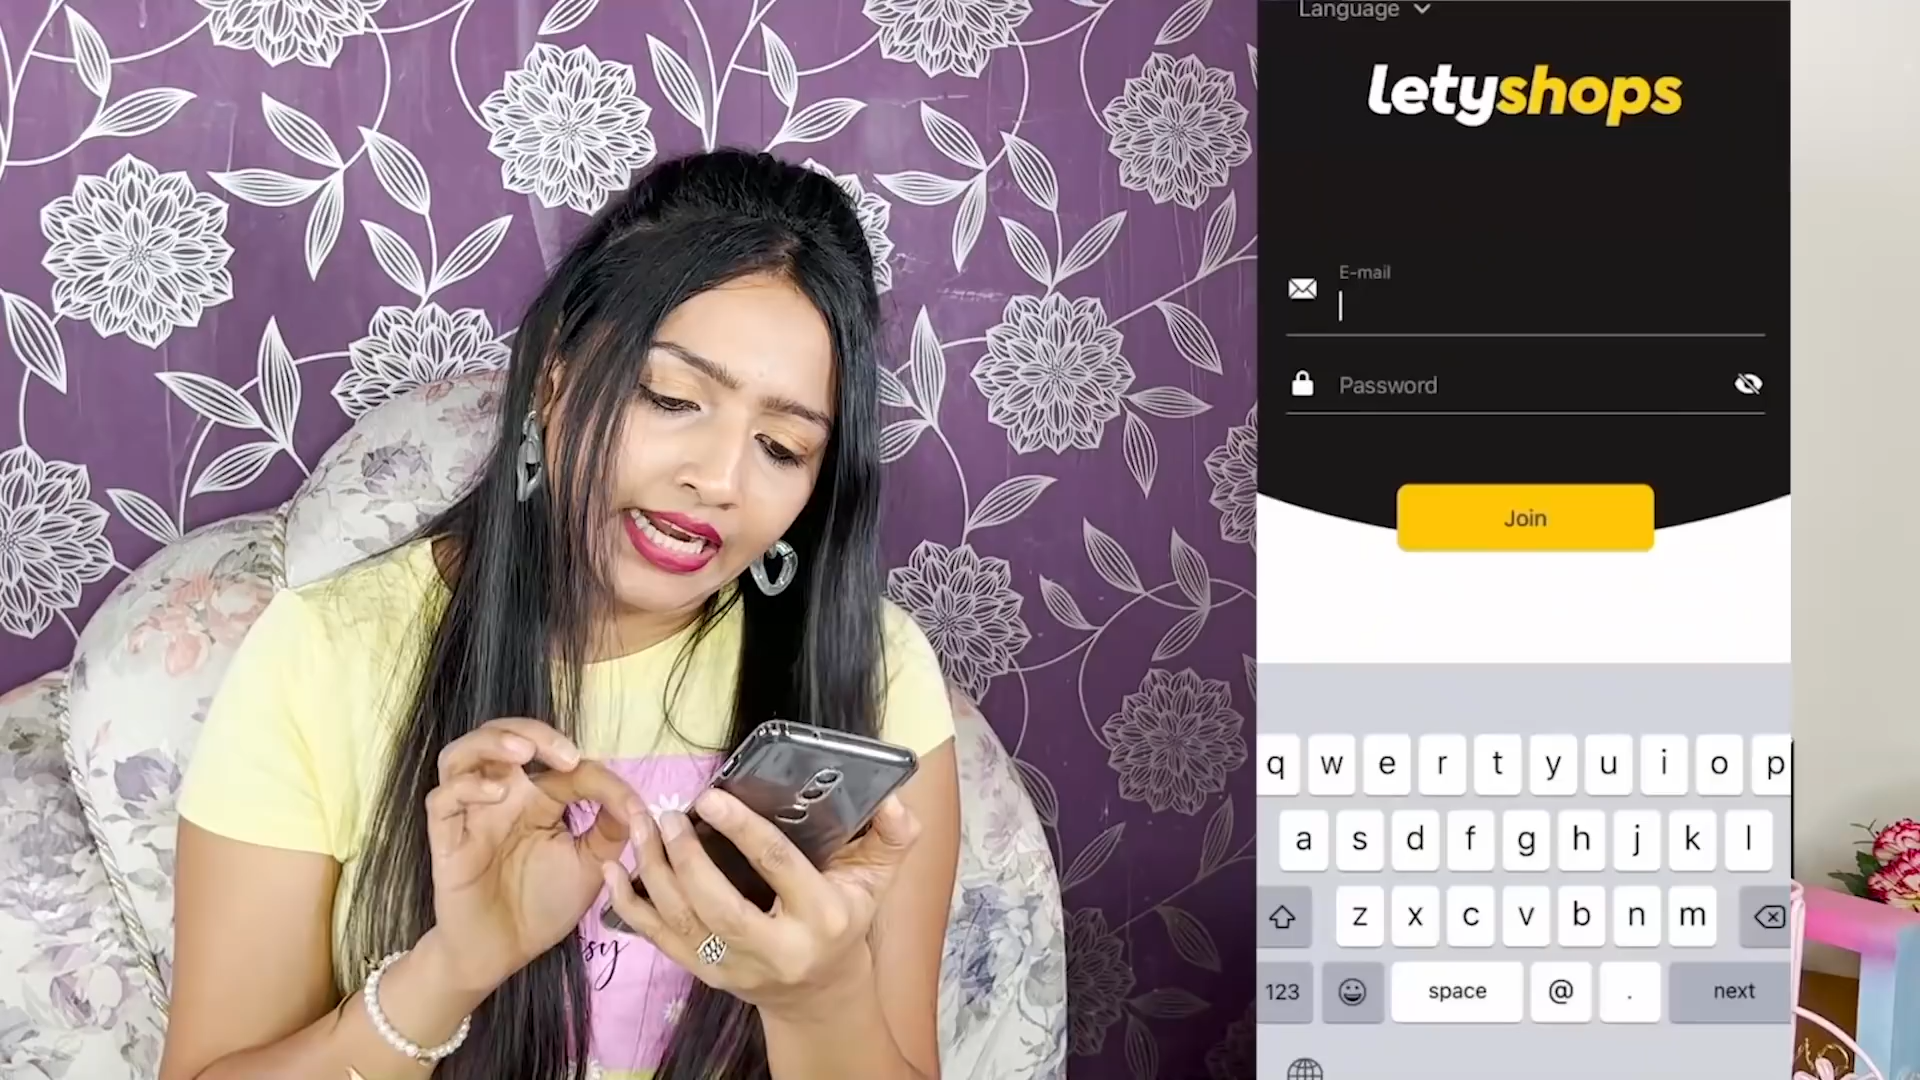 Language
letyshops
E-mail
Password
Join
q w e r t y u i o p
a s d f g h j k l
z x c v b n m
123 space @ . next